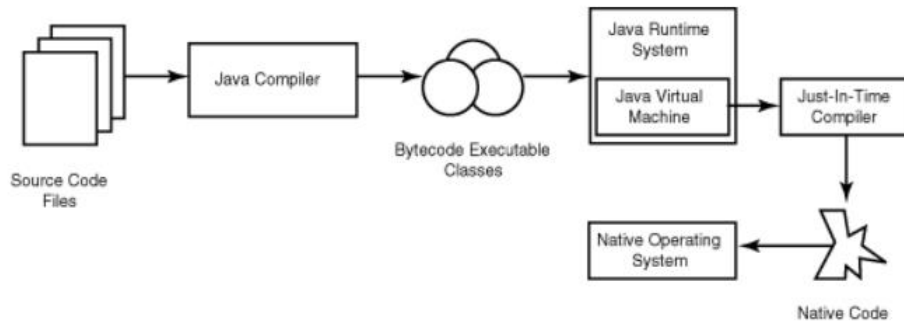 Source Code
Files
Java Compiler
Bytecode Executable
Classes
Java Runtime
System
Java Virtual
Machine
Just-In-Time
Compiler
Native Code
Native Operating
System